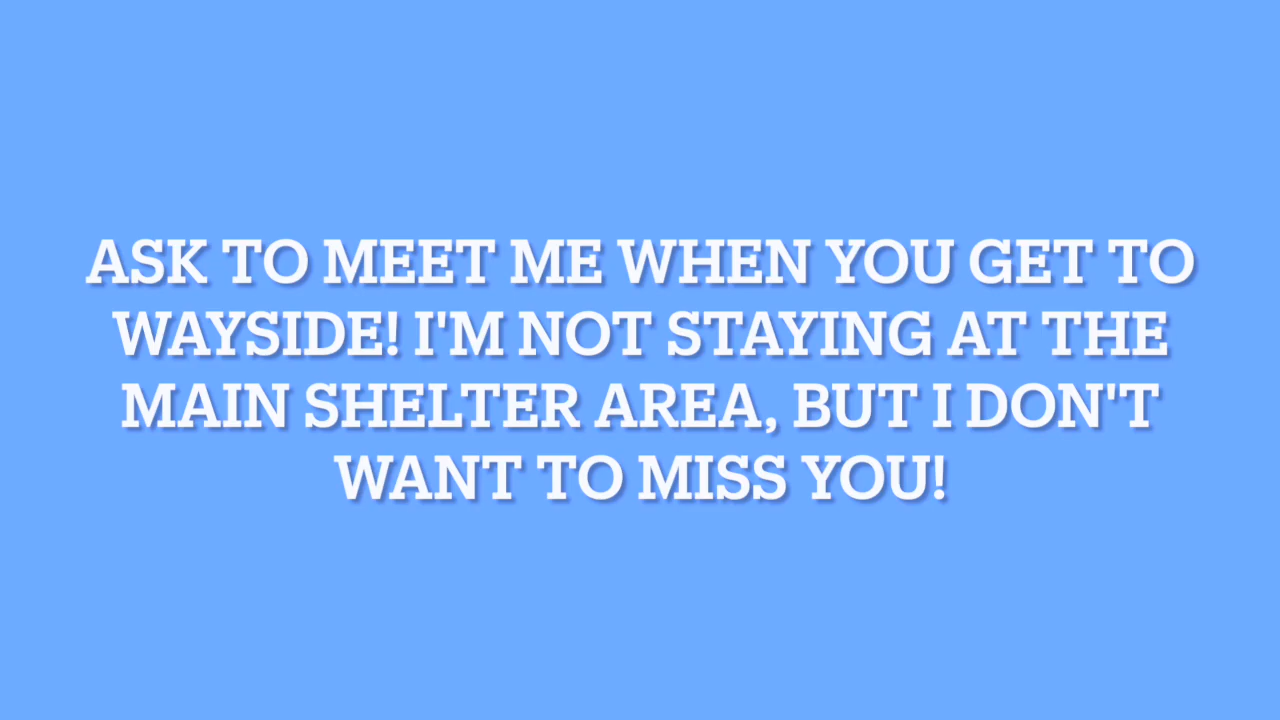 ASK TO MEET ME WHEN YOU GET TO
WAYSIDE! I'M NOT STAYING AT THE
MAIN SHELTER AREA, BUT I DON'T
WANT TO MISS YOU!